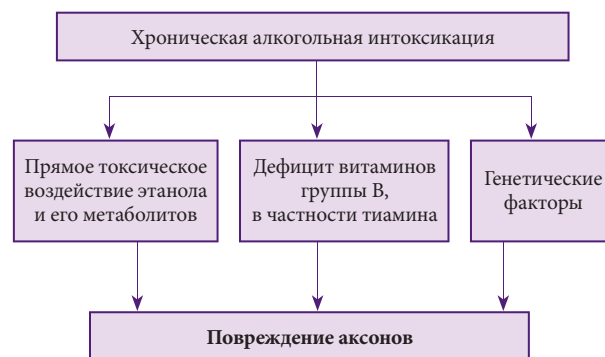 Хроническая алкогольная интоксикация
Прямое токсическое
воздействие этанола
и его метаболитов
Дефицит витаминов
группы В,
в частности тиамина
Генетические
факторы
Повреждение аксонов